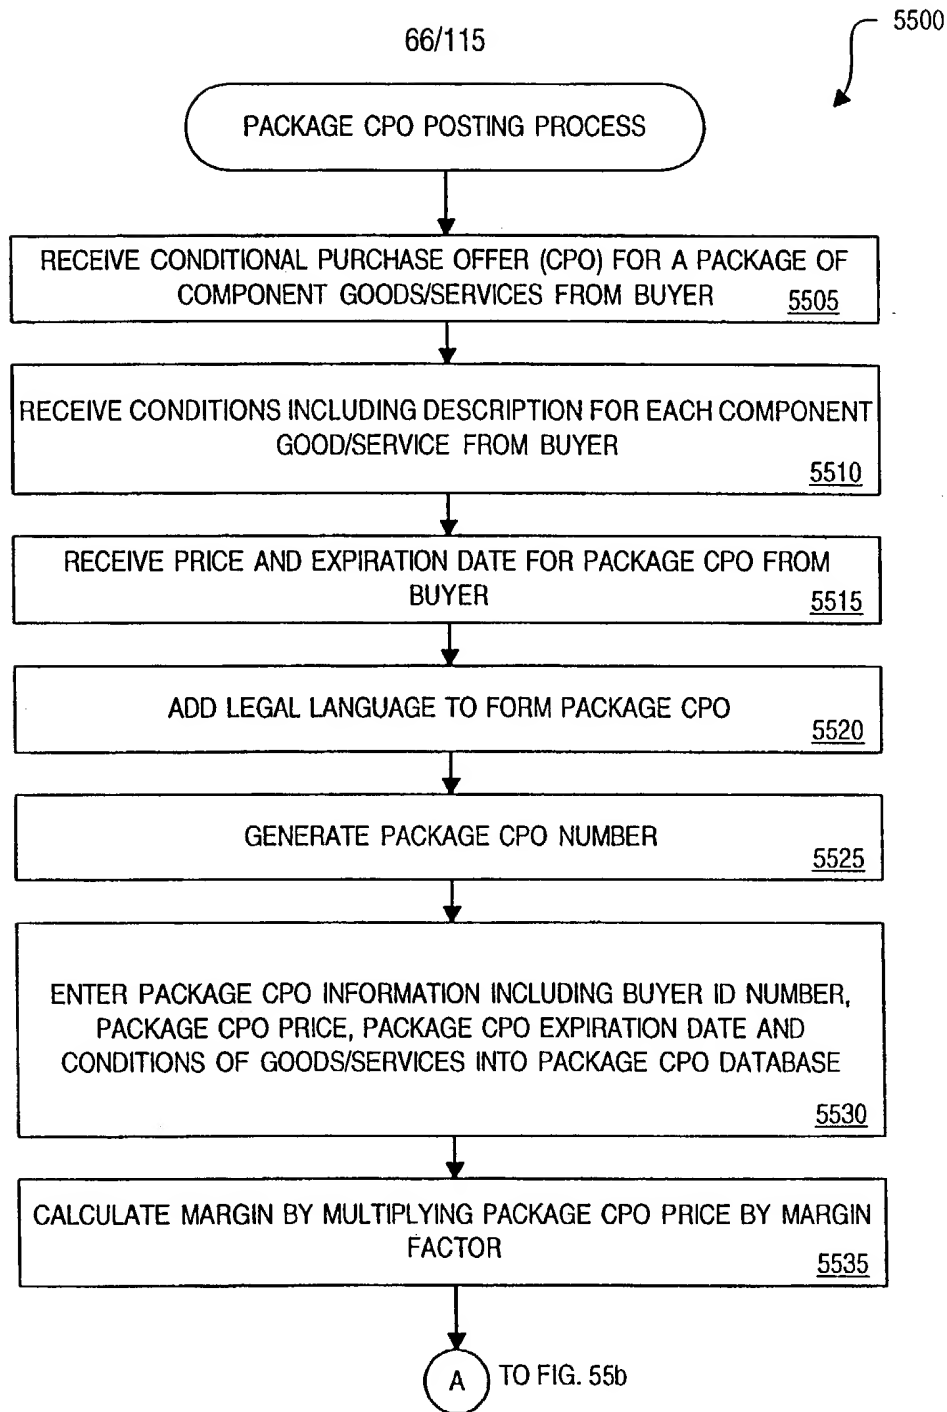 5500
66/115
PACKAGE CPO POSTING PROCESS
RECEIVE CONDITIONAL PURCHASE OFFER (CPO) FOR A PACKAGE OF
COMPONENT GOODS/SERVICES FROM BUYER
5505
RECEIVE CONDITIONS INCLUDING DESCRIPTION FOR EACH COMPONENT
GOOD/SERVICE FROM BUYER
5510
RECEIVE PRICE AND EXPIRATION DATE FOR PACKAGE CPO FROM
BUYER
5515
ADD LEGAL LANGUAGE TO FORM PACKAGE CPO
5520
GENERATE PACKAGE CPO NUMBER
5525
ENTER PACKAGE CPO INFORMATION INCLUDING BUYER ID NUMBER,
PACKAGE CPO PRICE, PACKAGE CPO EXPIRATION DATE AND
CONDITIONS OF GOODS/SERVICES INTO PACKAGE CPO DATABASE
5530
CALCULATE MARGIN BY MULTIPLYING PACKAGE CPO PRICE BY MARGIN
FACTOR
5535
A
TO FIG. 55b